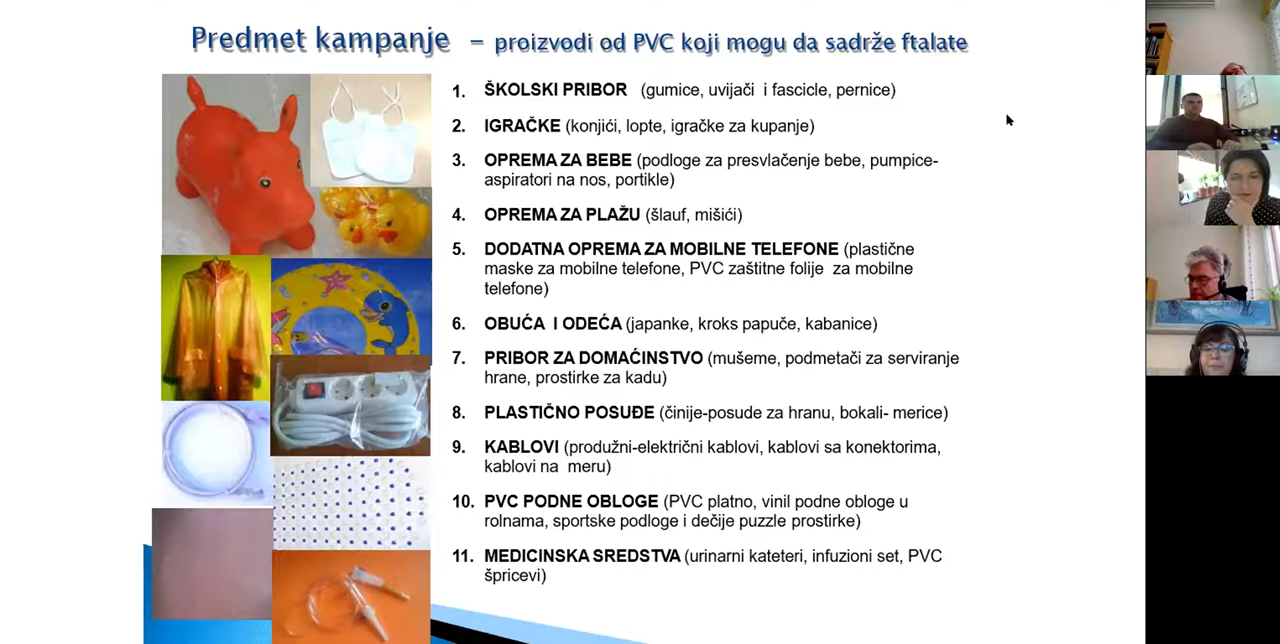 Predmet kampanje – proizvodi od PVC koji mogu da sadrže ftalate
1. ŠKOLSKI PRIBOR (gumice, uvijači i fascicle, pernice)
2. IGRAČKE (konjići, lopte, igračke za kupanje)
3. OPREMA ZA BEBE (podloge za presvlačenje bebe, pumpice-
aspiratori na nos, portikle)
4. OPREMA ZA PLAŽU (šlauf, mišići)
5. DODATNA OPREMA ZA MOBILNE TELEFONE (plastične
maske za mobilne telefone, PVC zaštitne folije za mobilne
telefone)
6. OBUĆA I ODEĆA (japanke, kroks papuče, kabanice)
7. PRIBOR ZA DOMAĆINSTVO (mušeme, podmetači za serviranje
hrane, prostirke za kadu)
8. PLASTIČNO POSUĐE (činije-posude za hranu, bokali- merice)
9. KABLOVI (produžni-električni kablovi, kablovi sa konektorima,
kablovi na meru)
10. PVC PODNE OBLOGE (PVC platno, vinil podne obloge u
rolnama, sportske podloge i dečije puzzle prostirke)
11. MEDICINSKA SREDSTVA (urinarni kateteri, infuzioni set, PVC
špricevi)